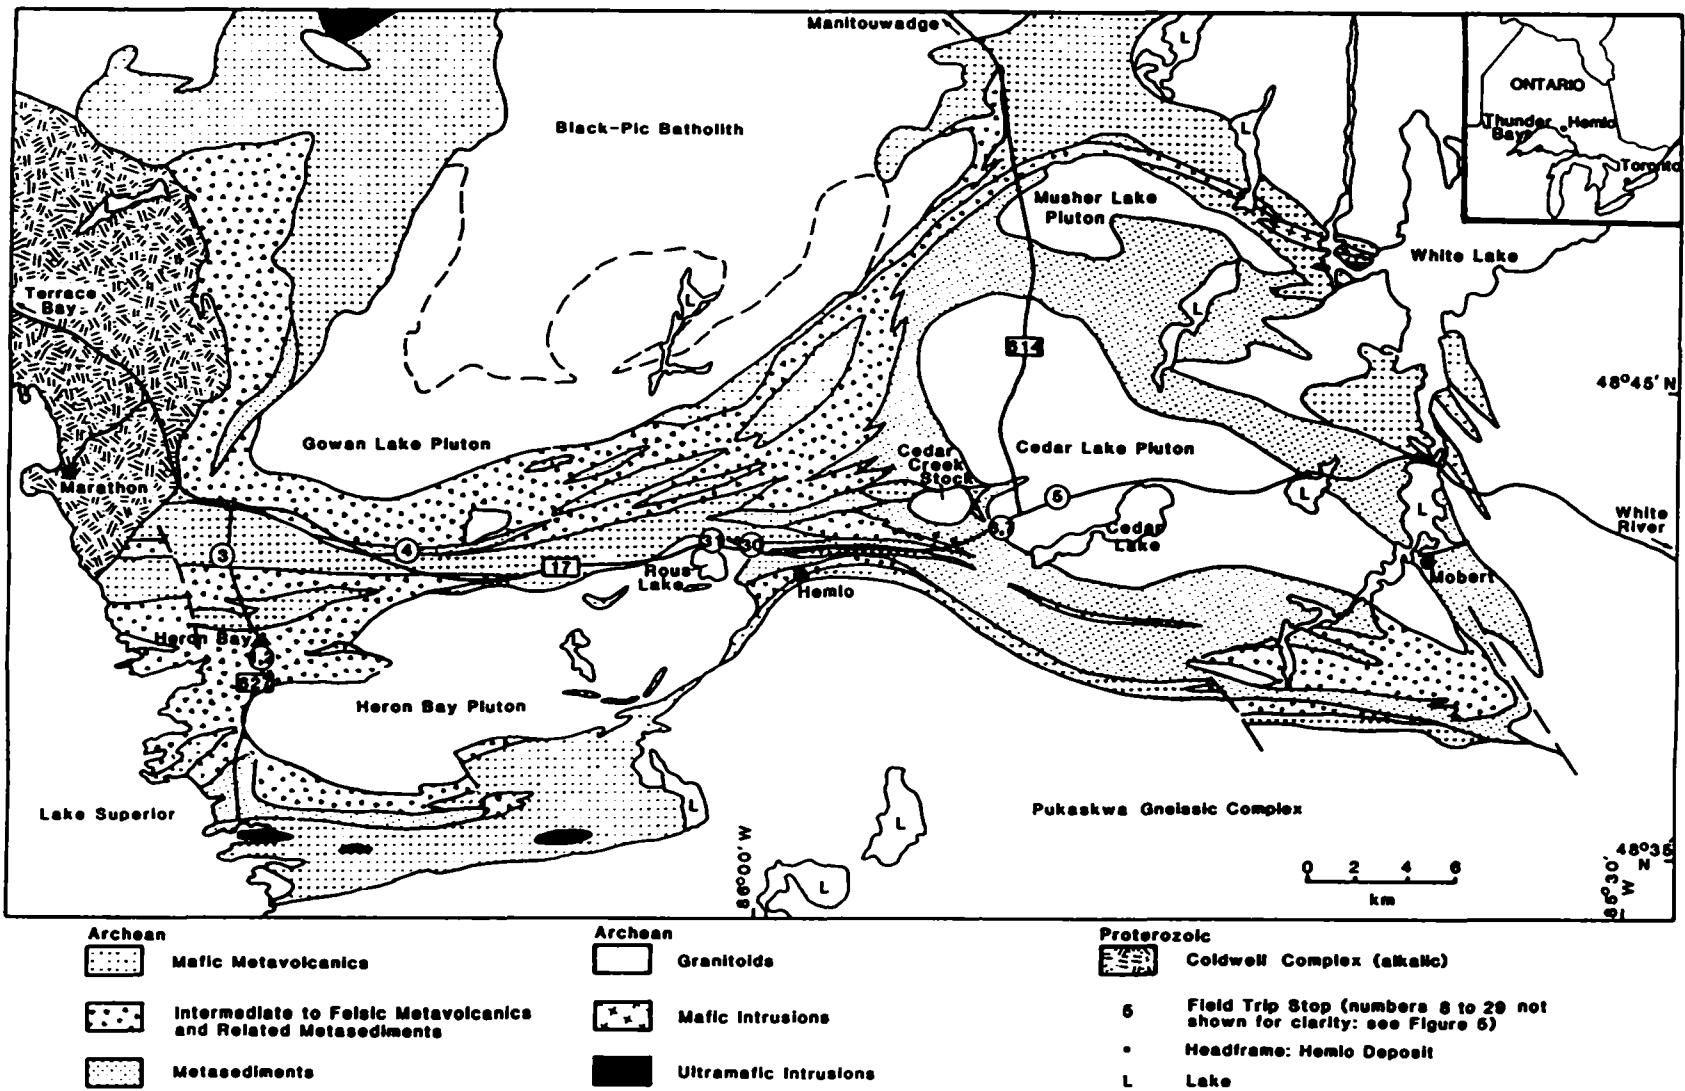 Manitouwadge
L
ONTARIO
Thunder
Bay
Hemlo
Toronto
Black-Pic Batholith
L
Musher Lake
Pluton
White Lake
Terrace
Bay
L
L
614
48°45' N
Gowan Lake Pluton
Cedar
Creek
Stock
Cedar Lake Pluton
Marathon
5
L
L
White
River
3
4
31
30
6,7
Cedar
Lake
17
Rous
Lake
Hemlo
Mobert
Heron Bay
1,2
627
Heron Bay Pluton
Lake Superior
L
L
Pukaskwa Gneissic Complex
L
86°00' W
0 2 4 6
km
85°30'
W
48°35'
N
Archean
Mafic Metavolcanics
Intermediate to Felsic Metavolcanics
and Related Metasediments
Metasediments
Archean
Granitoids
Mafic Intrusions
Ultramafic Intrusions
Proterozoic
Coldwell Complex (alkalic)
5 Field Trip Stop (numbers 8 to 29 not
shown for clarity: see Figure 5)
Headframe: Hemlo Deposit
L Lake